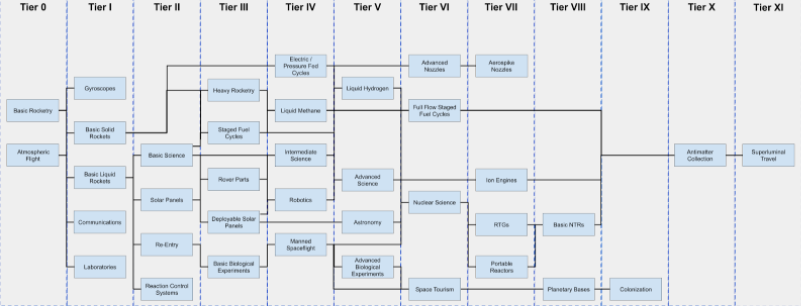 Tier 0
Tier I
Tier II
Tier III
Tier IV
Tier V
Tier VI
Tier VII
Tier VIII
Tier IX
Tier X
Tier XI
Basic Rocketry
Atmospheric
Flight
Gyroscopes
Basic Solid
Rockets
Basic Liquid
Rockets
Communications
Laboratories
Basic Science
Solar Panels
Re-Entry
Reaction Control
Systems
Heavy Rocketry
Staged Fuel
Cycles
Rover Parts
Deployable Solar
Panels
Basic Biological
Experiments
Electric /
Pressure Fed
Cycles
Liquid Methane
Intermediate
Science
Robotics
Manned
Spaceflight
Liquid Hydrogen
Advanced
Science
Astronomy
Advanced
Biological
Experiments
Advanced
Nozzles
Full Flow Staged
Fuel Cycles
Nuclear Science
Space Tourism
Aerospike
Nozzles
Ion Engines
RTGs
Portable
Reactors
Basic NTRs
Planetary Bases
Colonization
Antimatter
Collection
Superluminal
Travel